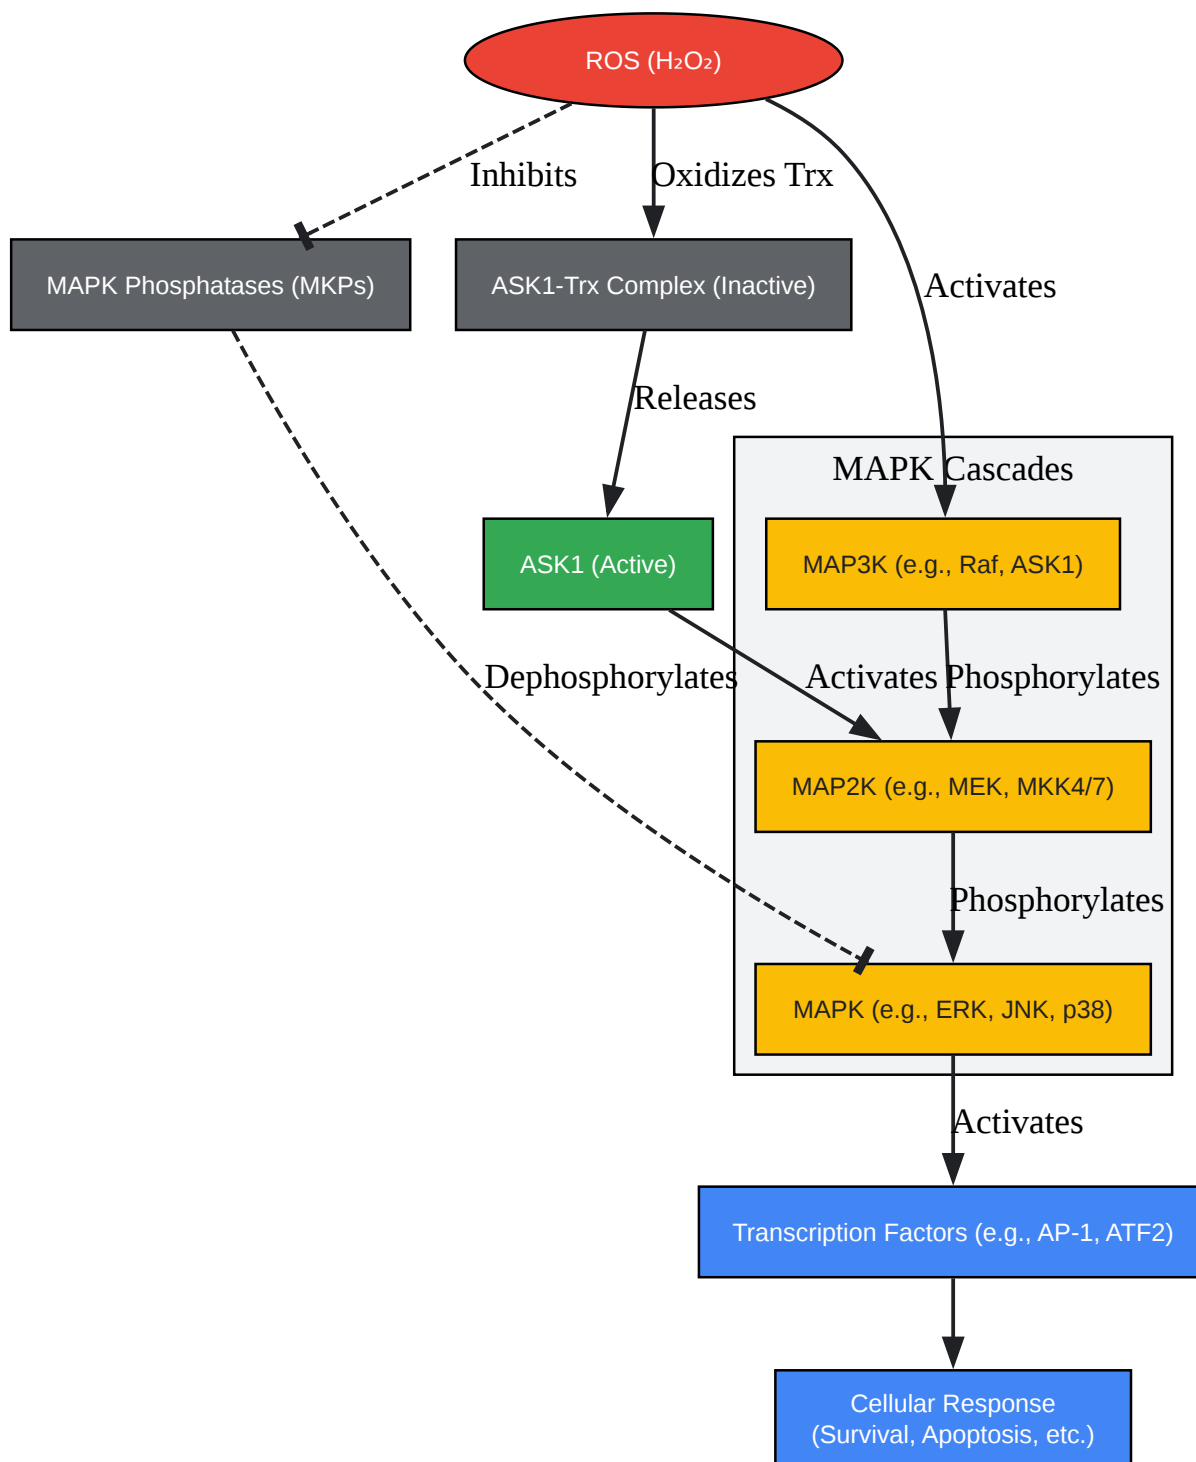 ROS (H₂O₂)
Inhibits
Oxidizes Trx
MAPK Phosphatases (MKPs)
ASK1-Trx Complex (Inactive)
Activates
Releases
MAPK Cascades
ASK1 (Active)
MAP3K (e.g., Raf, ASK1)
Dephosphorylates
Activates
Phosphorylates
MAP2K (e.g., MEK, MKK4/7)
Phosphorylates
MAPK (e.g., ERK, JNK, p38)
Activates
Transcription Factors (e.g., AP-1, ATF2)
Cellular Response
(Survival, Apoptosis, etc.)